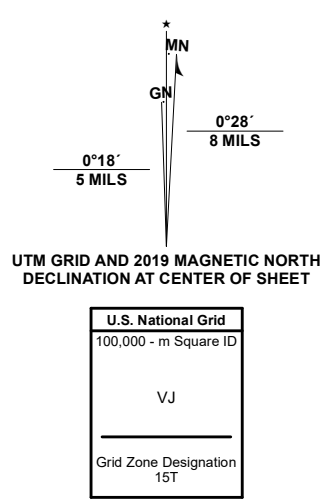 ★
MN
GN
0°28´
8 MILS
0°18´
5 MILS
UTM GRID AND 2019 MAGNETIC NORTH
DECLINATION AT CENTER OF SHEET
U.S. National Grid
100,000 - m Square ID
VJ
Grid Zone Designation
15T